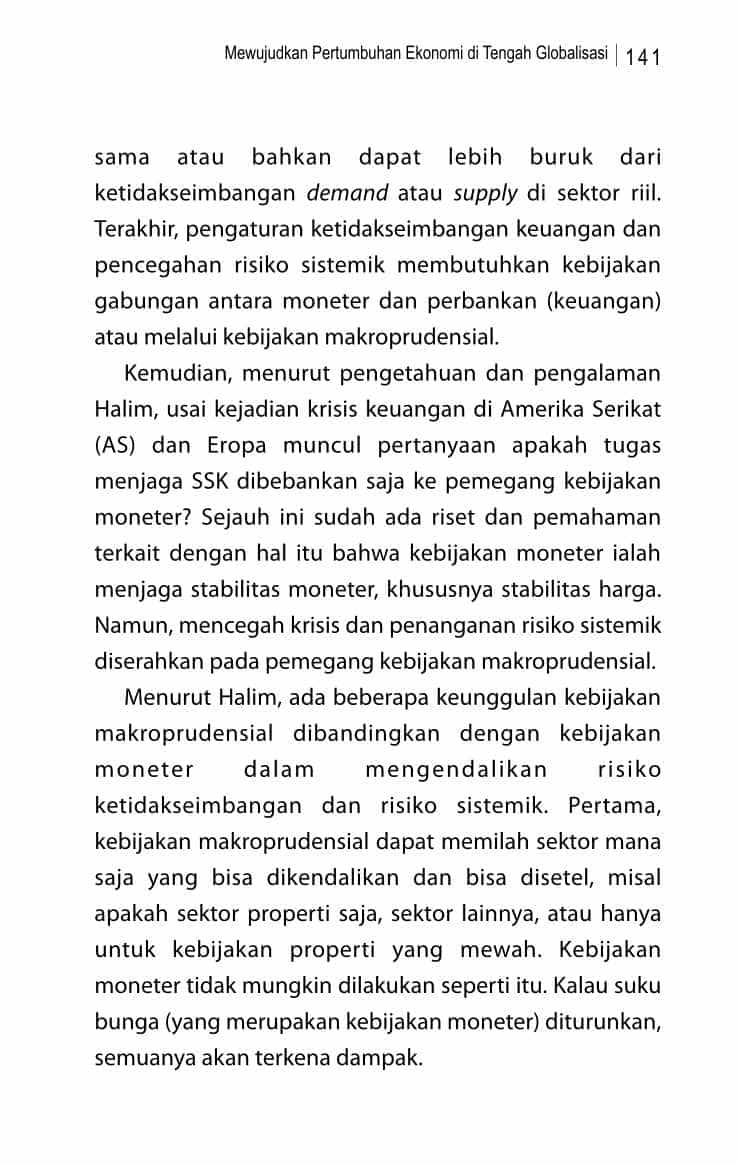 Mewujudkan Pertumbuhan Ekonomi di Tengah Globalisasi | 141
sama atau bahkan dapat lebih buruk dari
ketidakseimbangan demand atau supply di sektor riil.
Terakhir, pengaturan ketidakseimbangan keuangan dan
pencegahan risiko sistemik membutuhkan kebijakan
gabungan antara moneter dan perbankan (keuangan)
atau melalui kebijakan makroprudensial.
Kemudian, menurut pengetahuan dan pengalaman
Halim, usai kejadian krisis keuangan di Amerika Serikat
(AS) dan Eropa muncul pertanyaan apakah tugas
menjaga SSK dibebankan saja ke pemegang kebijakan
moneter? Sejauh ini sudah ada riset dan pemahaman
terkait dengan hal itu bahwa kebijakan moneter ialah
menjaga stabilitas moneter, khususnya stabilitas harga.
Namun, mencegah krisis dan penanganan risiko sistemik
diserahkan pada pemegang kebijakan makroprudensial.
Menurut Halim, ada beberapa keunggulan kebijakan
makroprudensial dibandingkan dengan kebijakan
moneter dalam mengendalikan risiko
ketidakseimbangan dan risiko sistemik. Pertama,
kebijakan makroprudensial dapat memilah sektor mana
saja yang bisa dikendalikan dan bisa disetel, misal
apakah sektor properti saja, sektor lainnya, atau hanya
untuk kebijakan properti yang mewah. Kebijakan
moneter tidak mungkin dilakukan seperti itu. Kalau suku
bunga (yang merupakan kebijakan moneter) diturunkan,
semuanya akan terkena dampak.